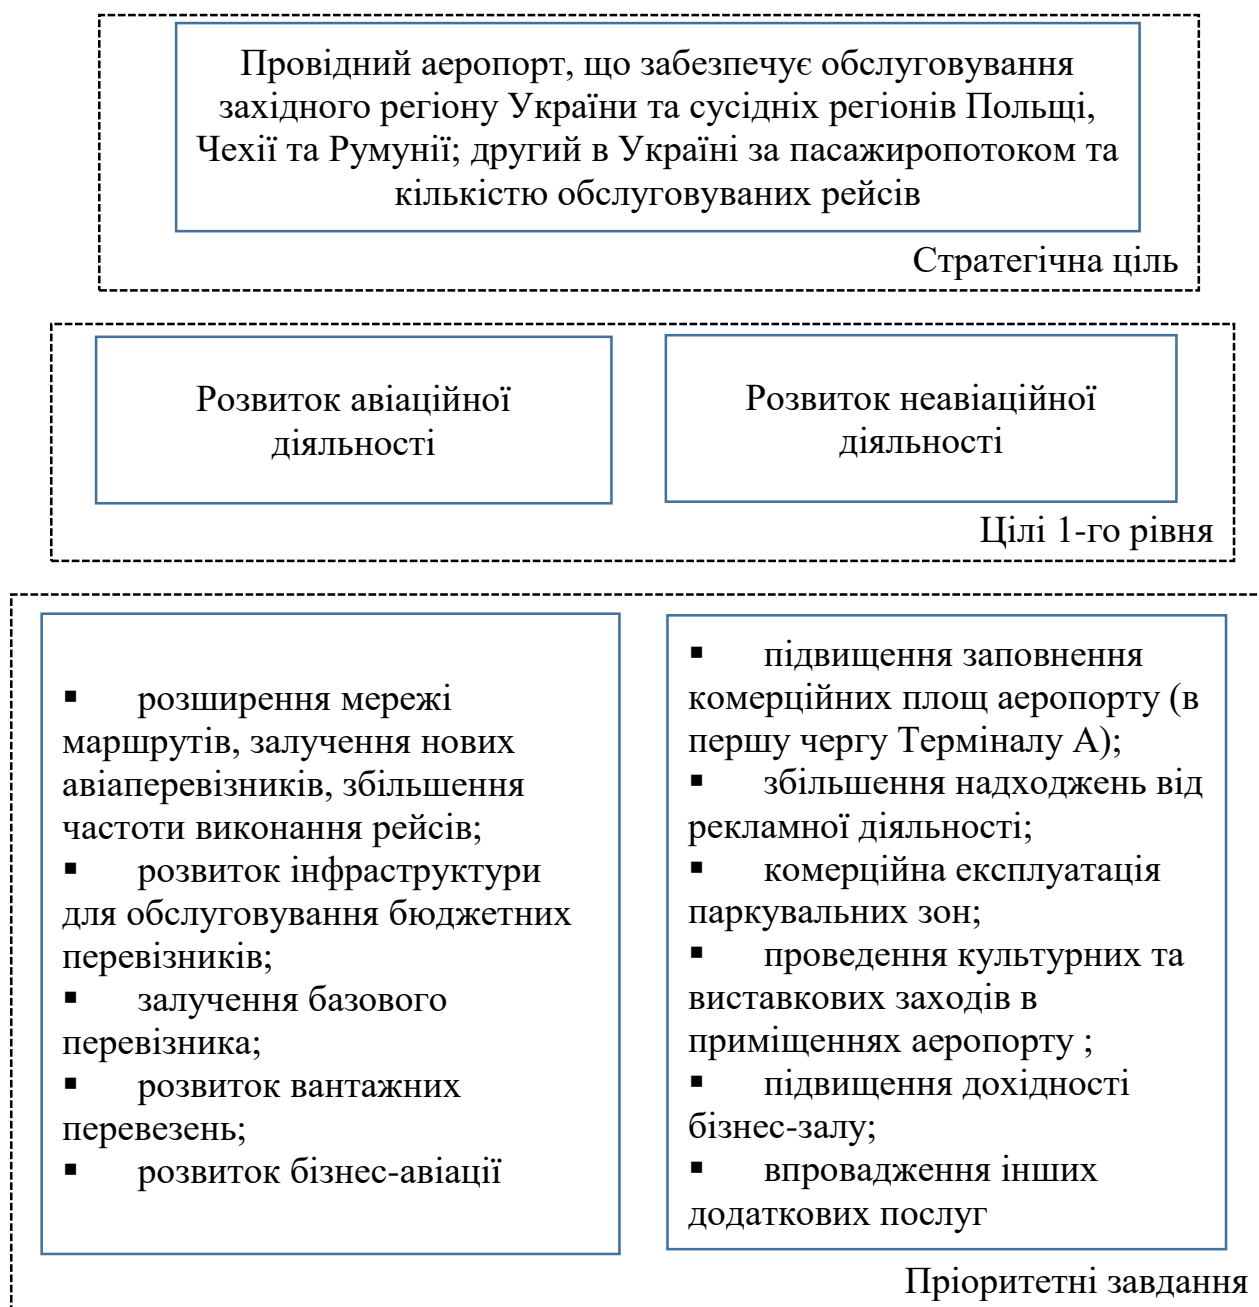 Провідний аеропорт, що забезпечує обслуговування
західного регіону України та сусідніх регіонів Польщі,
Чехії та Румунії; другий в Україні за пасажиропотоком та
кількістю обслуговуваних рейсів
Стратегічна ціль
Розвиток авіаційної
діяльності
Розвиток неавіаційної
діяльності
Цілі 1-го рівня
▪ розширення мережі
маршрутів, залучення нових
авіаперевізників, збільшення
частоти виконання рейсів;
▪ розвиток інфраструктури
для обслуговування бюджетних
перевізників;
▪ залучення базового
перевізника;
▪ розвиток вантажних
перевезень;
▪ розвиток бізнес-авіації
▪ підвищення заповнення
комерційних площ аеропорту (в
першу чергу Терміналу А);
▪ збільшення надходжень від
рекламної діяльності;
▪ комерційна експлуатація
паркувальних зон;
▪ проведення культурних та
виставкових заходів в
приміщеннях аеропорту ;
▪ підвищення дохідності
бізнес-залу;
▪ впровадження інших
додаткових послуг
Пріоритетні завдання